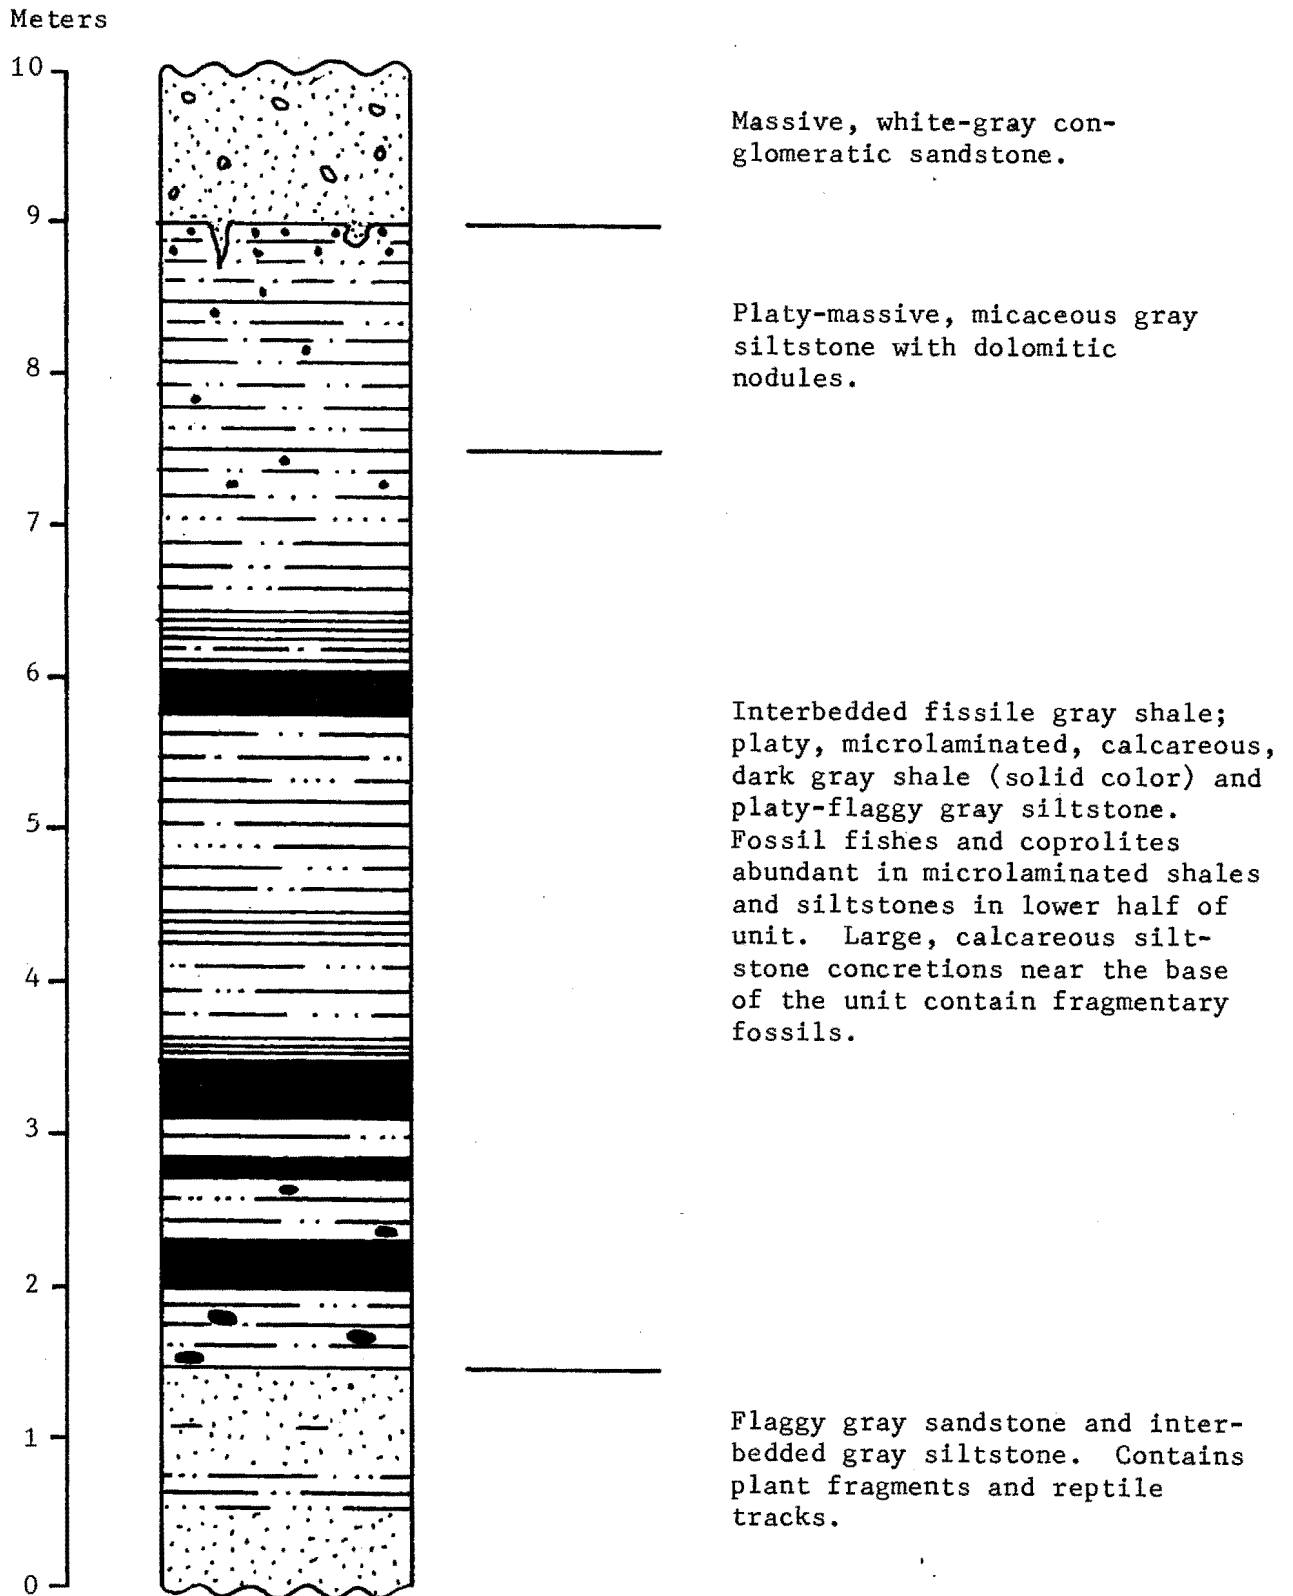 Meters
10
9
8
7
6
5
4
3
2
1
0
Massive, white-gray con-
glomeratic sandstone.
Platy-massive, micaceous gray
siltstone with dolomitic
nodules.
Interbedded fissile gray shale;
platy, microlaminated, calcareous,
dark gray shale (solid color) and
platy-flaggy gray siltstone.
Fossil fishes and coprolites
abundant in microlaminated shales
and siltstones in lower half of
unit.  Large, calcareous silt-
stone concretions near the base
of the unit contain fragmentary
fossils.
Flaggy gray sandstone and inter-
bedded gray siltstone.  Contains
plant fragments and reptile
tracks.